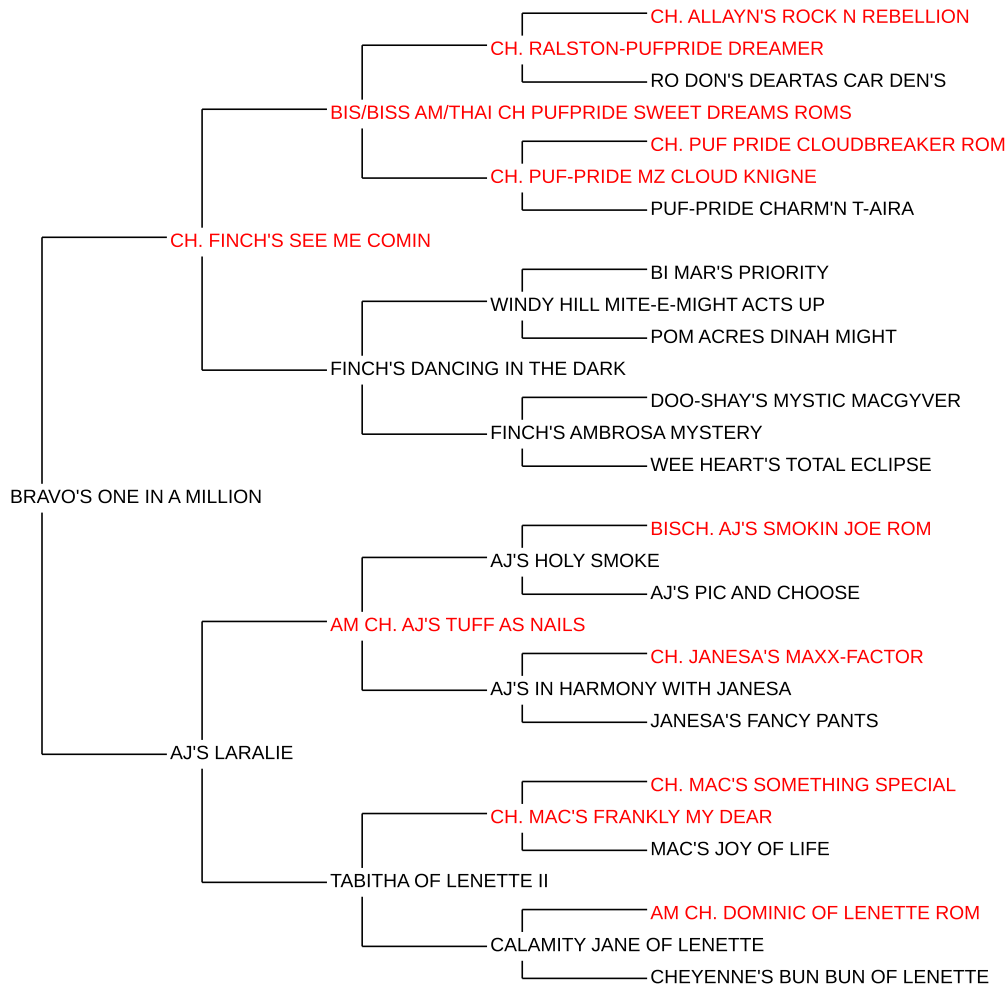 CH. ALLAYN'S ROCK N REBELLION
CH. RALSTON-PUFPRIDE DREAMER
RO DON'S DEARTAS CAR DEN'S
BIS/BISS AM/THAI CH PUFPRIDE SWEET DREAMS ROMS
CH. PUF PRIDE CLOUDBREAKER ROM
CH. PUF-PRIDE MZ CLOUD KNIGNE
PUF-PRIDE CHARM'N T-AIRA
CH. FINCH'S SEE ME COMIN
BI MAR'S PRIORITY
WINDY HILL MITE-E-MIGHT ACTS UP
POM ACRES DINAH MIGHT
FINCH'S DANCING IN THE DARK
DOO-SHAY'S MYSTIC MACGYVER
FINCH'S AMBROSA MYSTERY
WEE HEART'S TOTAL ECLIPSE
BRAVO'S ONE IN A MILLION
BISCH. AJ'S SMOKIN JOE ROM
AJ'S HOLY SMOKE
AJ'S PIC AND CHOOSE
AM CH. AJ'S TUFF AS NAILS
CH. JANESA'S MAXX-FACTOR
AJ'S IN HARMONY WITH JANESA
JANESA'S FANCY PANTS
AJ'S LARALIE
CH. MAC'S SOMETHING SPECIAL
CH. MAC'S FRANKLY MY DEAR
MAC'S JOY OF LIFE
TABITHA OF LENETTE II
AM CH. DOMINIC OF LENETTE ROM
CALAMITY JANE OF LENETTE
CHEYENNE'S BUN BUN OF LENETTE